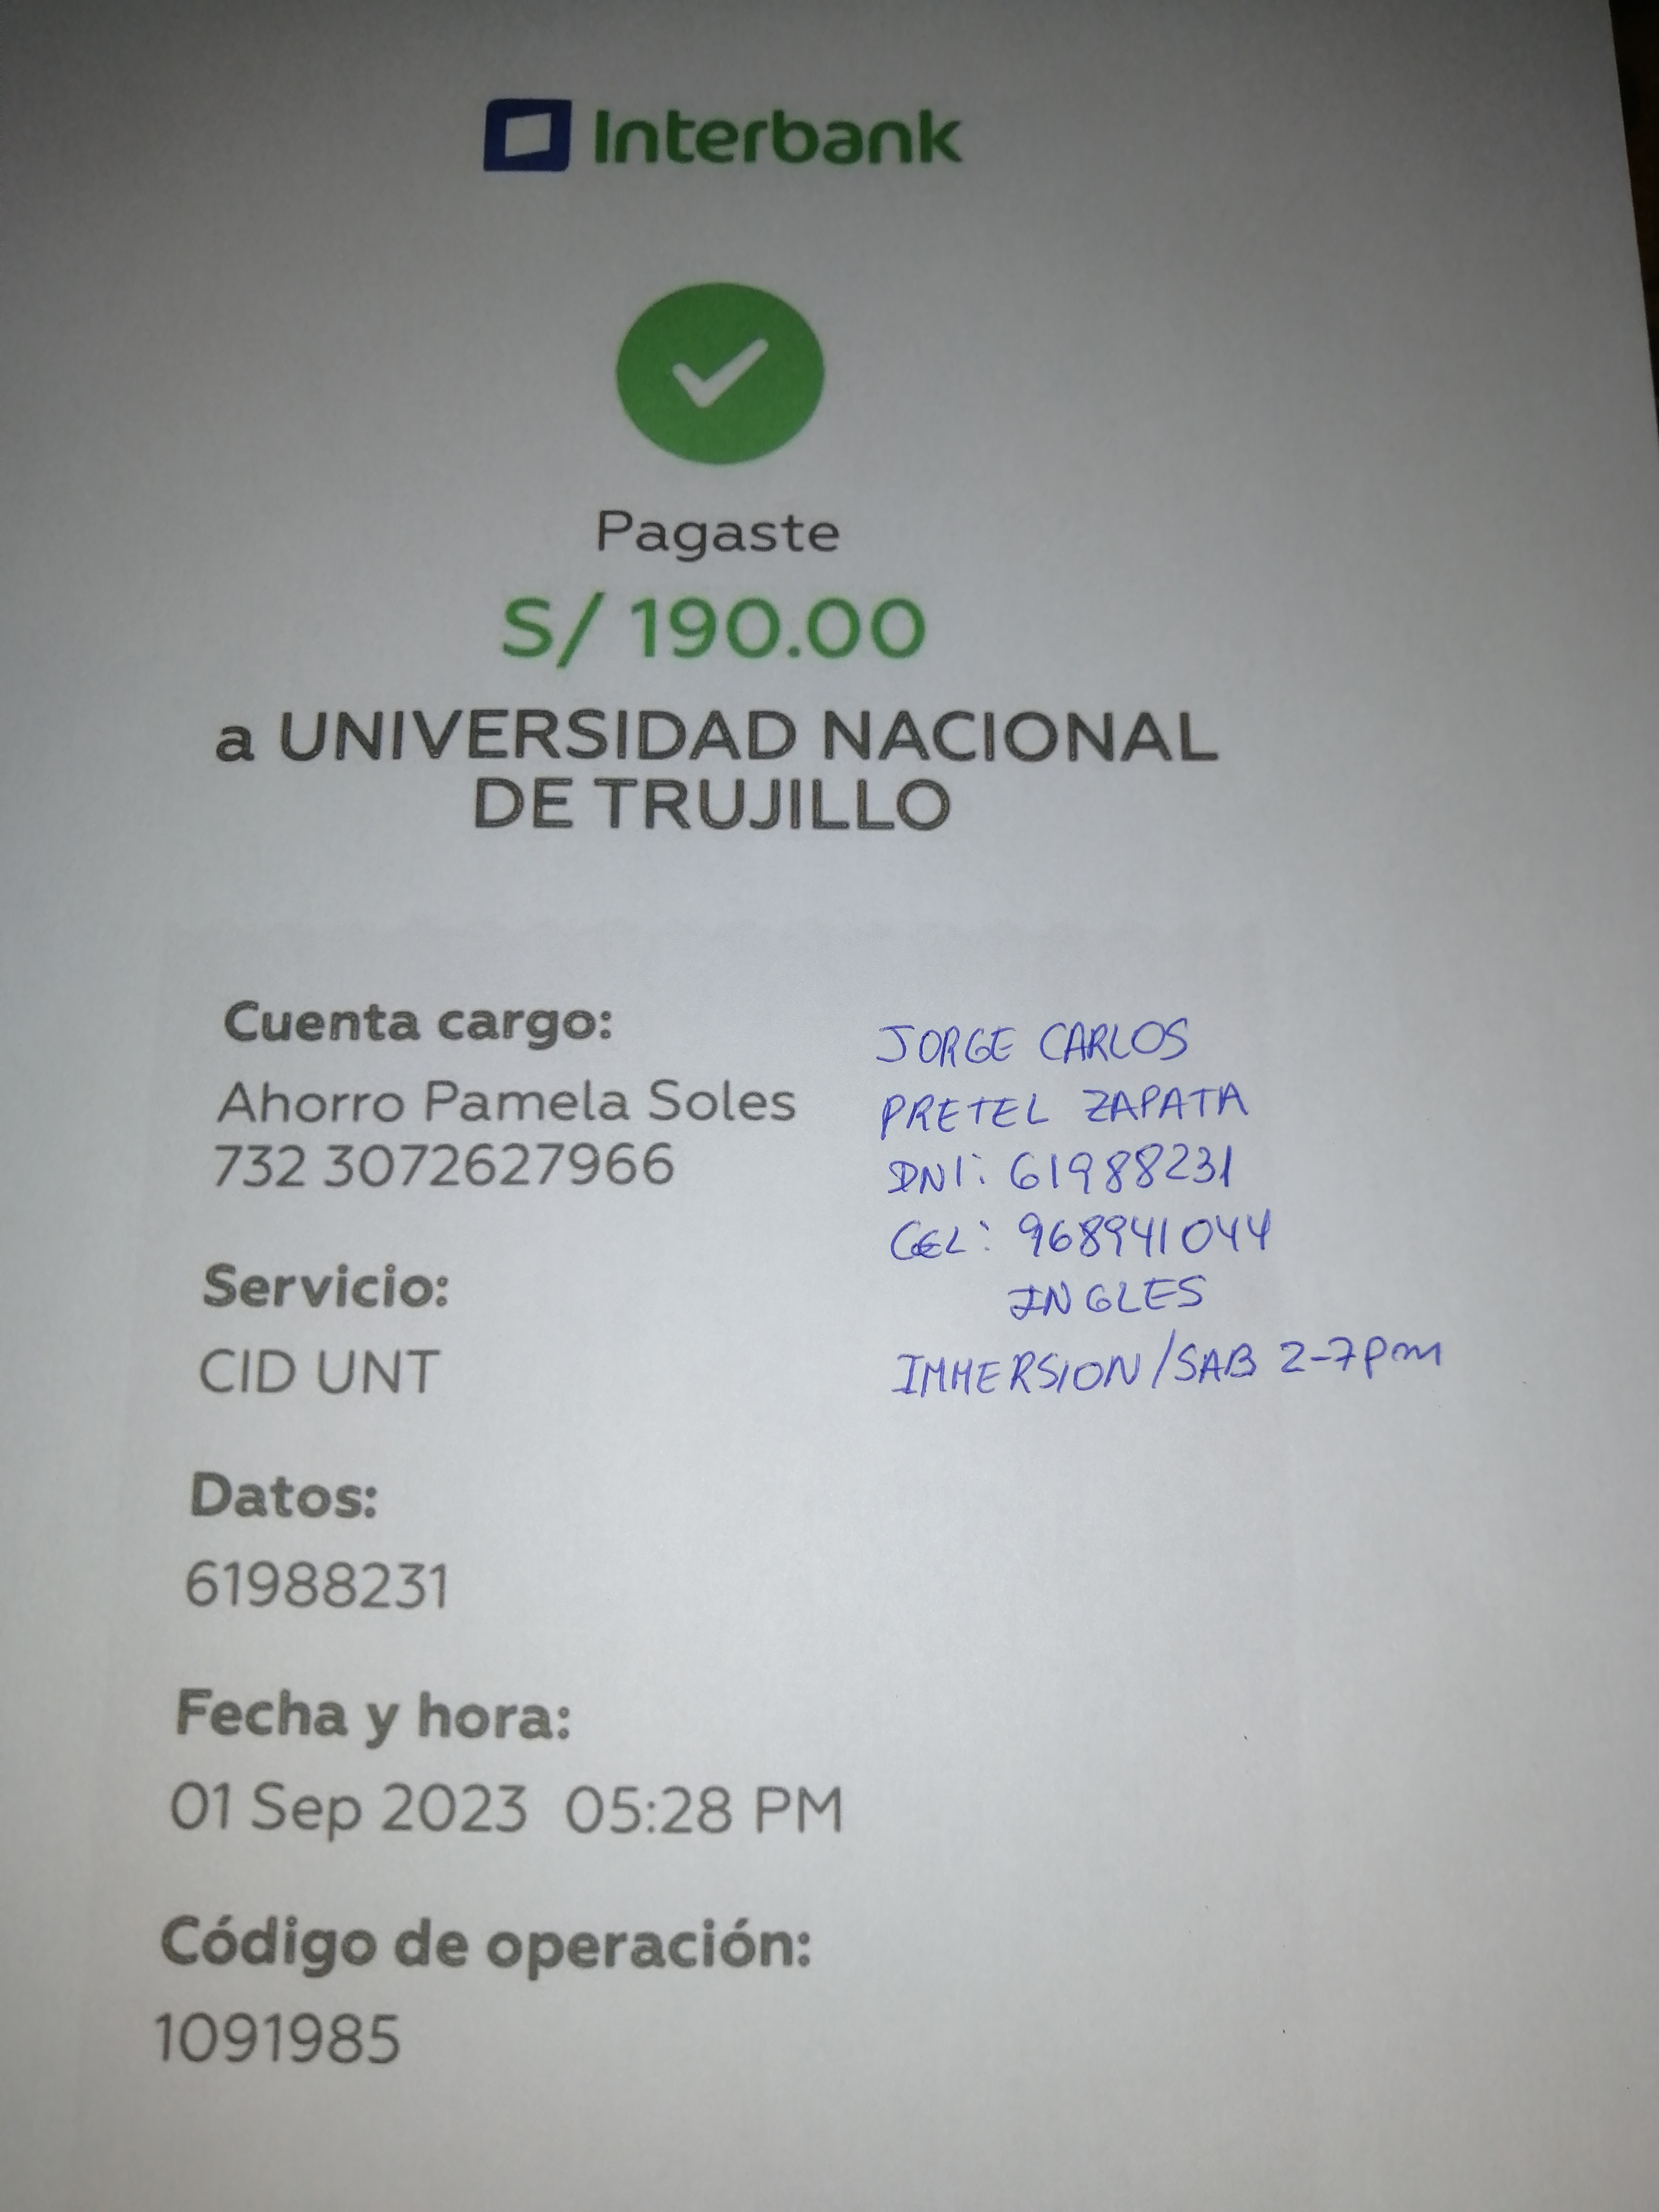 Interbank
Pagaste
S/ 190.00
a UNIVERSIDAD NACIONAL
DE TRUJILLO
Cuenta cargo:
Ahorro Pamela Soles
732 3072627966
Servicio:
CID UNT
Datos:
61988231
Fecha y hora:
01 Sep 2023 05:28 PM
Código de operación:
1091985
JORGE CARLOS
PRETEL ZAPATA
DNI: 61988231
CEL: 968941044
INGLES
IMMERSION/SAB 2-7pm